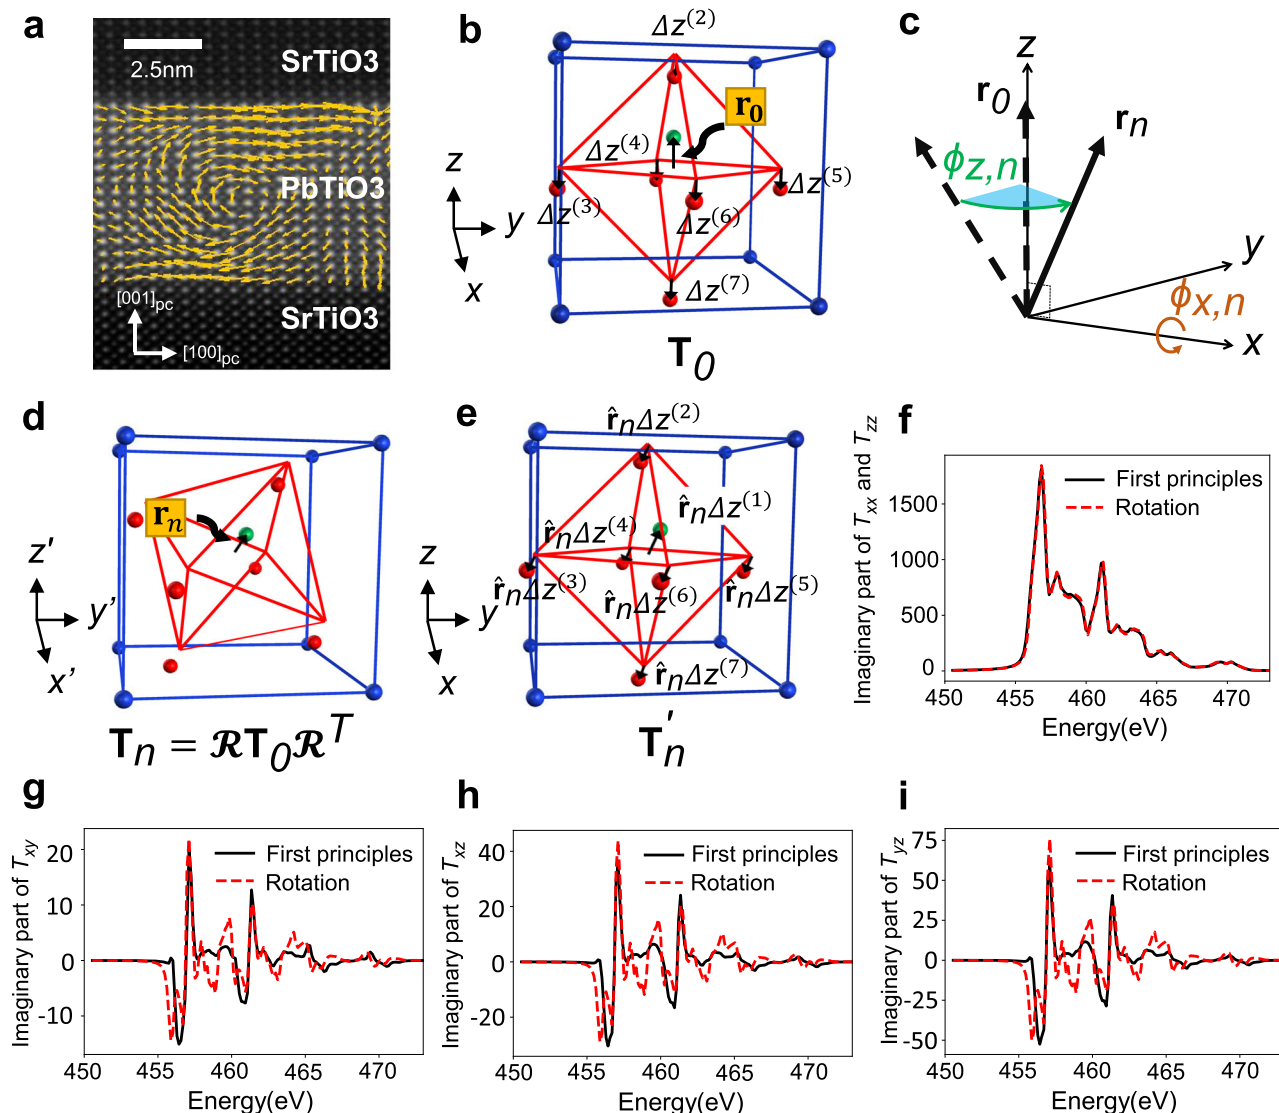 a
2.5nm
SrTiO3
PbTiO3
[001]pc
[100]pc
SrTiO3
b
Δz(2)
r0
Δz(4)
Δz(5)
Δz(3)
Δz(6)
Δz(7)
z
y
x
T0
c
z
r0
rn
ϕz,n
y
ϕx,n
x
d
rn
z'
y'
x'
Tn = ℛT0ℛT
e
r̂nΔz(2)
r̂nΔz(1)
r̂nΔz(4)
r̂nΔz(3)
r̂nΔz(6)
r̂nΔz(5)
r̂nΔz(7)
z
y
x
T'n
f
Imaginary part of Txx and Tzz
First principles
Rotation
1500
1000
500
0
450 455 460 465 470
Energy(eV)
g
Imaginary part of Txy
First principles
Rotation
20
10
0
-10
450 455 460 465 470
Energy(eV)
h
Imaginary part of Txz
First principles
Rotation
40
20
0
-20
450 455 460 465 470
Energy(eV)
i
Imaginary part of Tyz
First principles
Rotation
75
50
25
0
-25
-50
450 455 460 465 470
Energy(eV)